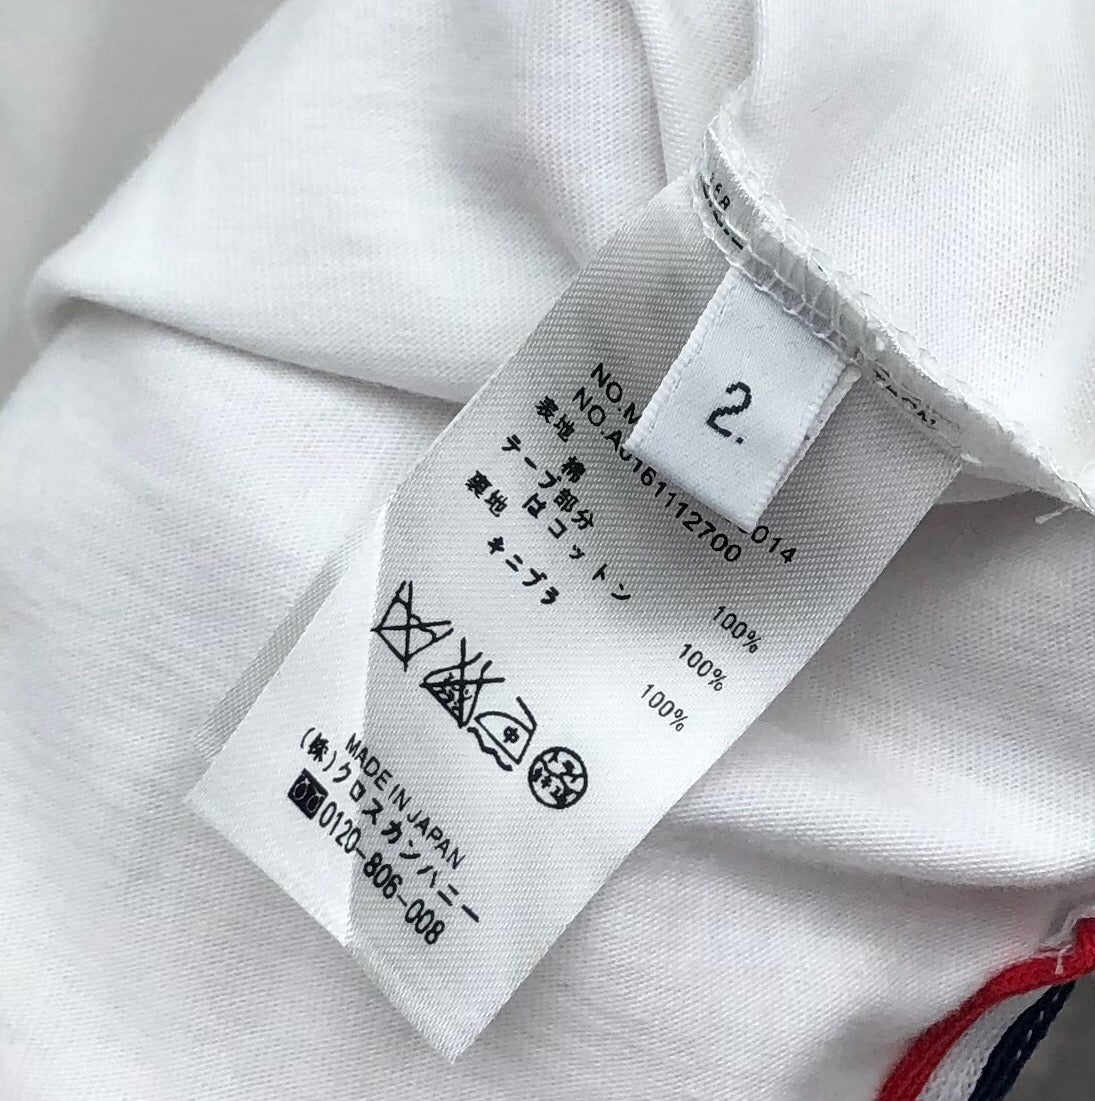 2.
NO.M
014
NO.A0161112700
表地 綿 100%
テープ部分
はコットン 100%
裏地 キニプラ 100%
中
MADE IN JAPAN
(株)クロスカンハニー
0120-806-008